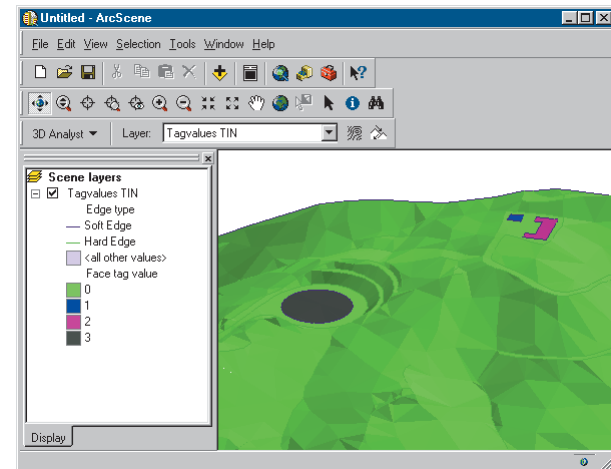 Untitled - ArcScene
File Edit View Selection Tools Window Help
3D Analyst Layer: Tagvalues TIN
Scene layers
Tagvalues TIN
Edge type
Soft Edge
Hard Edge
<all other values>
Face tag value
0
1
2
3
Display